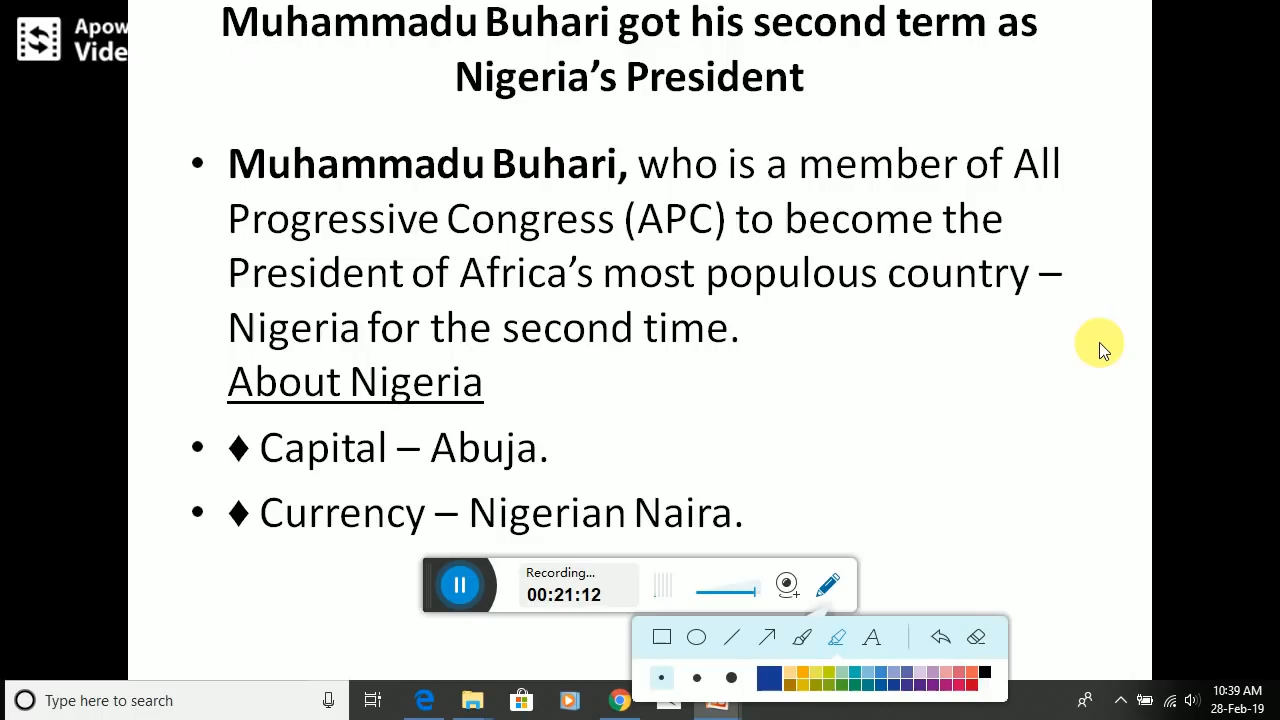 Apow
Vide
Muhammadu Buhari got his second term as
Nigeria's President
• Muhammadu Buhari, who is a member of All
Progressive Congress (APC) to become the
President of Africa's most populous country –
Nigeria for the second time.
About Nigeria
• ♦ Capital – Abuja.
• ♦ Currency – Nigerian Naira.
Recording...
00:21:12
A
Type here to search
10:39 AM
28-Feb-19